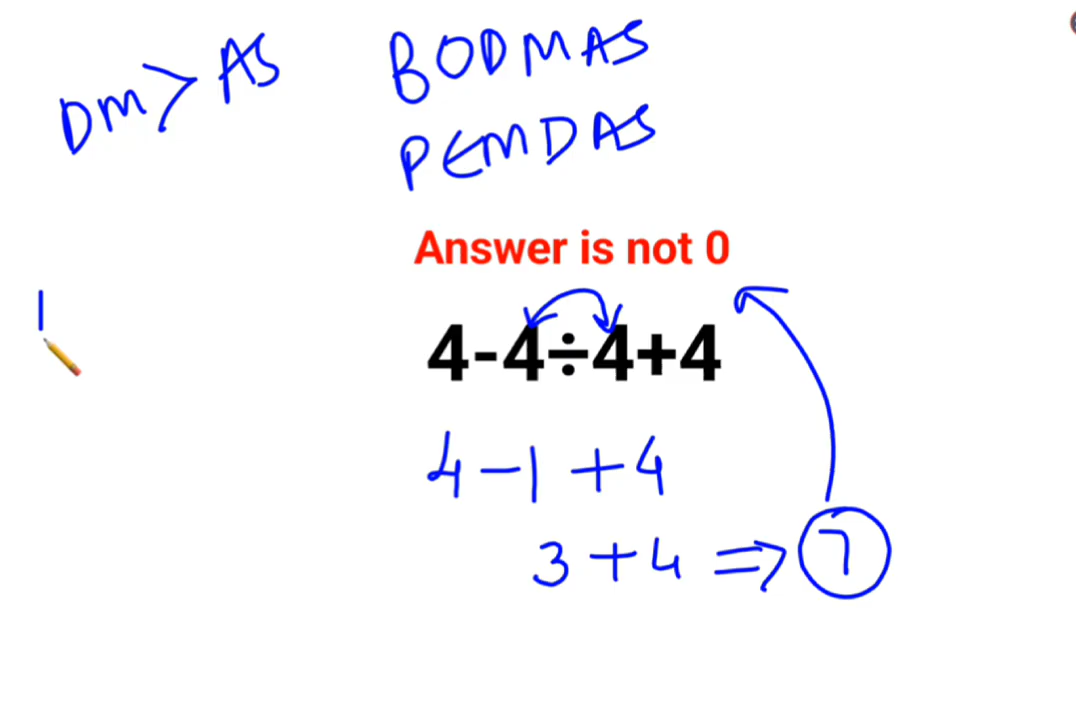 DM > AS
BODMAS
PEMDAS
Answer is not 0
4-4÷4+4
4-1+4
3+4 ⇒ 7